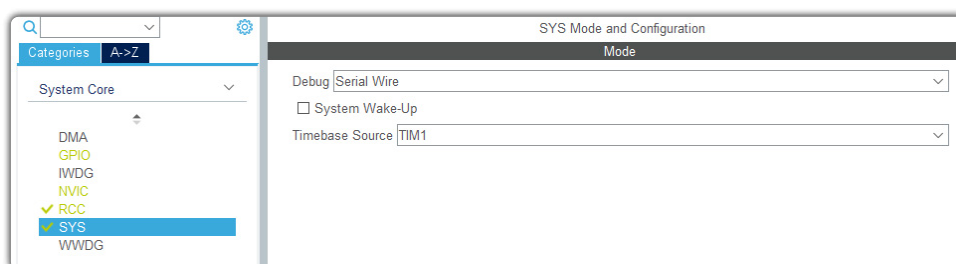 SYS Mode and Configuration
Categories A->Z
Mode
System Core
Debug Serial Wire
System Wake-Up
Timebase Source TIM1
DMA
GPIO
IWDG
NVIC
RCC
SYS
WWDG